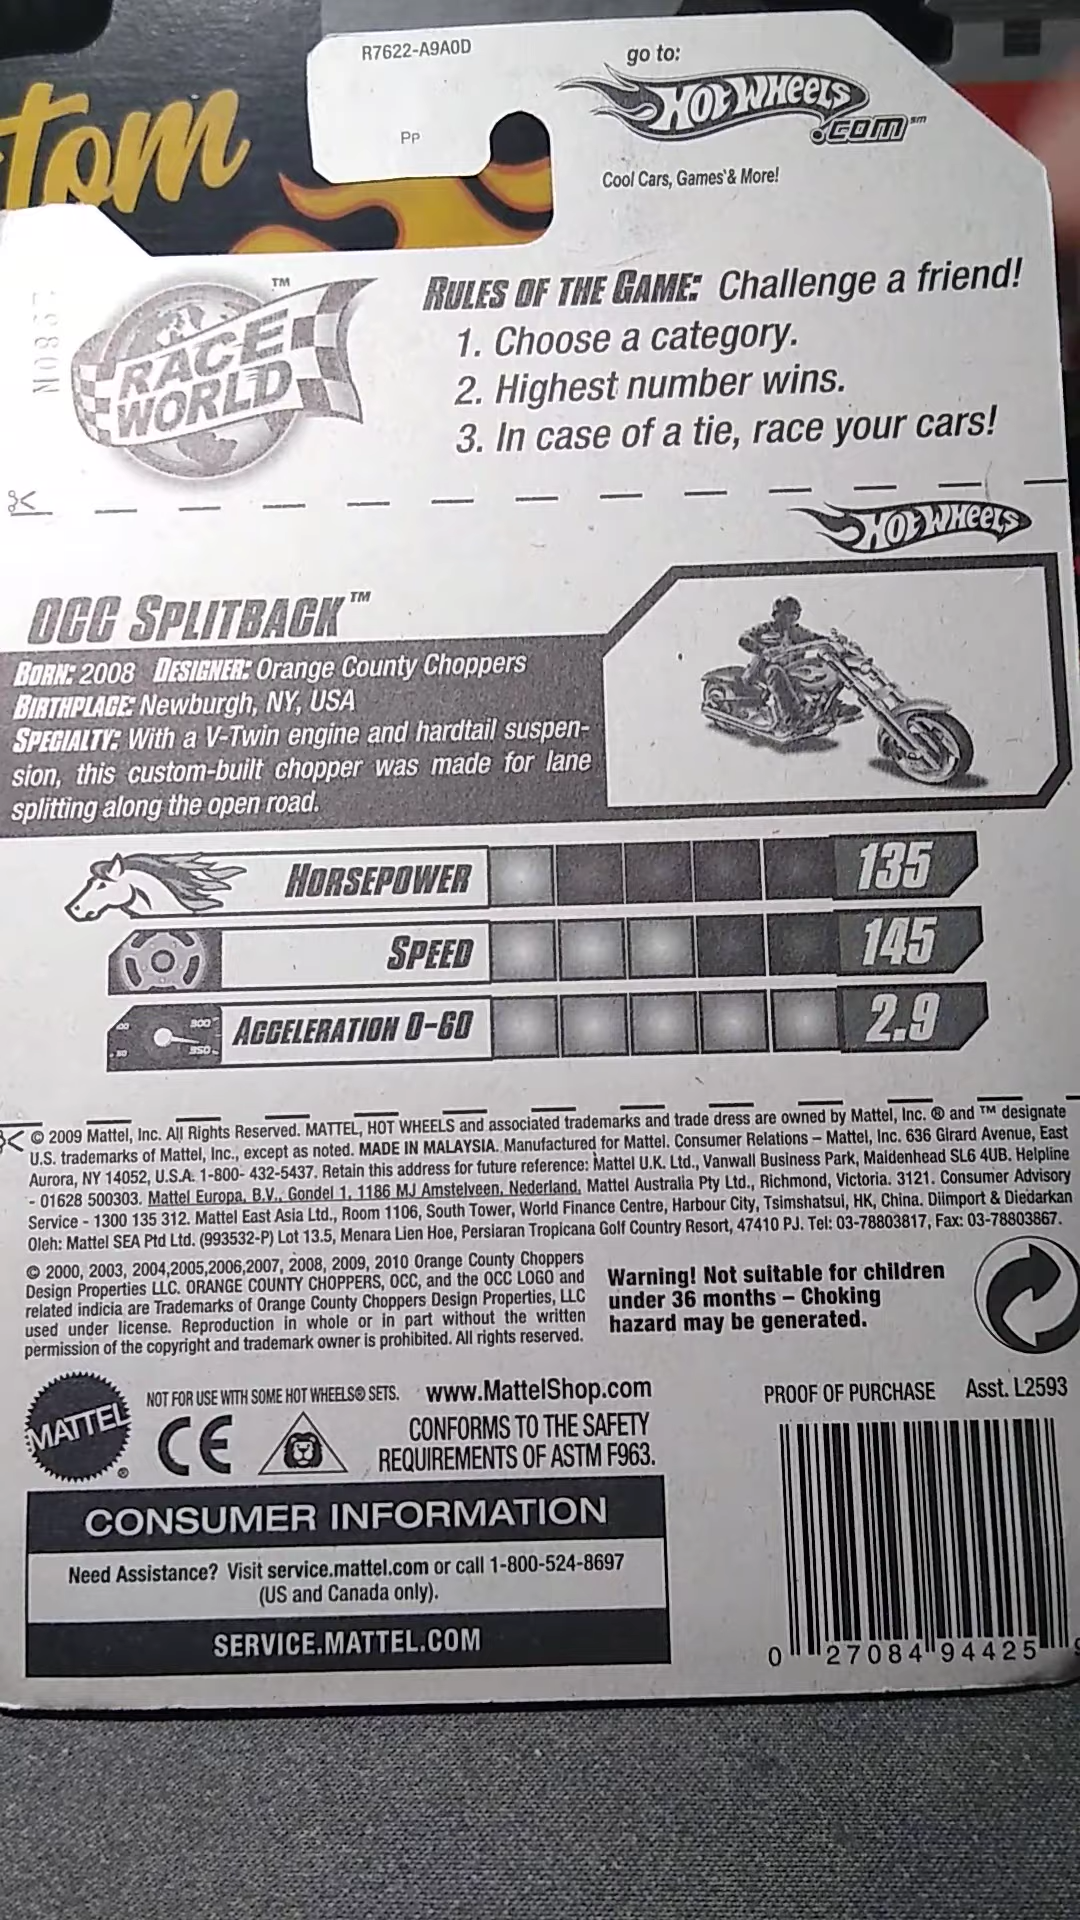 tom
R7622-A9A0D
Pp
go to:
HOT WHEELS
.COM℠
Cool Cars, Games & More!
RACE WORLD™
RULES OF THE GAME: Challenge a friend!
1. Choose a category.
2. Highest number wins.
3. In case of a tie, race your cars!
HOT WHEELS
OCC SPLITBACK™
BORN: 2008 DESIGNER: Orange County Choppers
BIRTHPLACE: Newburgh, NY, USA
SPECIALTY: With a V-Twin engine and hardtail suspen-
sion, this custom-built chopper was made for lane
splitting along the open road.
HORSEPOWER 135
SPEED 145
ACCELERATION 0-60 2.9
© 2009 Mattel, Inc. All Rights Reserved. MATTEL, HOT WHEELS and associated trademarks and trade dress are owned by Mattel, Inc. ® and ™ designate
U.S. trademarks of Mattel, Inc., except as noted. MADE IN MALAYSIA. Manufactured for Mattel. Consumer Relations – Mattel, Inc. 636 Girard Avenue, East
Aurora, NY 14052, U.S.A. 1-800- 432-5437. Retain this address for future reference: Mattel U.K. Ltd., Vanwall Business Park, Maidenhead SL6 4UB. Helpline
- 01628 500303. Mattel Europa, B.V., Gondel 1, 1186 MJ Amstelveen, Nederland. Mattel Australia Pty Ltd., Richmond, Victoria. 3121. Consumer Advisory
Service - 1300 135 312. Mattel East Asia Ltd., Room 1106, South Tower, World Finance Centre, Harbour City, Tsimshatsui, HK, China. Diimport & Diedarkan
Oleh: Mattel SEA Ptd Ltd. (993532-P) Lot 13.5, Menara Lien Hoe, Persiaran Tropicana Golf Country Resort, 47410 PJ. Tel: 03-78803817, Fax: 03-78803867.
© 2000, 2003, 2004,2005,2006,2007, 2008, 2009, 2010 Orange County Choppers
Design Properties LLC. ORANGE COUNTY CHOPPERS, OCC, and the OCC LOGO and
related indicia are Trademarks of Orange County Choppers Design Properties, LLC
used under license. Reproduction in whole or in part without the written
permission of the copyright and trademark owner is prohibited. All rights reserved.
Warning! Not suitable for children
under 36 months – Choking
hazard may be generated.
MATTEL®
NOT FOR USE WITH SOME HOT WHEELS® SETS. www.MattelShop.com
CE
CONFORMS TO THE SAFETY
REQUIREMENTS OF ASTM F963.
PROOF OF PURCHASE Asst. L2593
CONSUMER INFORMATION
Need Assistance? Visit service.mattel.com or call 1-800-524-8697
(US and Canada only).
SERVICE.MATTEL.COM
0 27084 94425